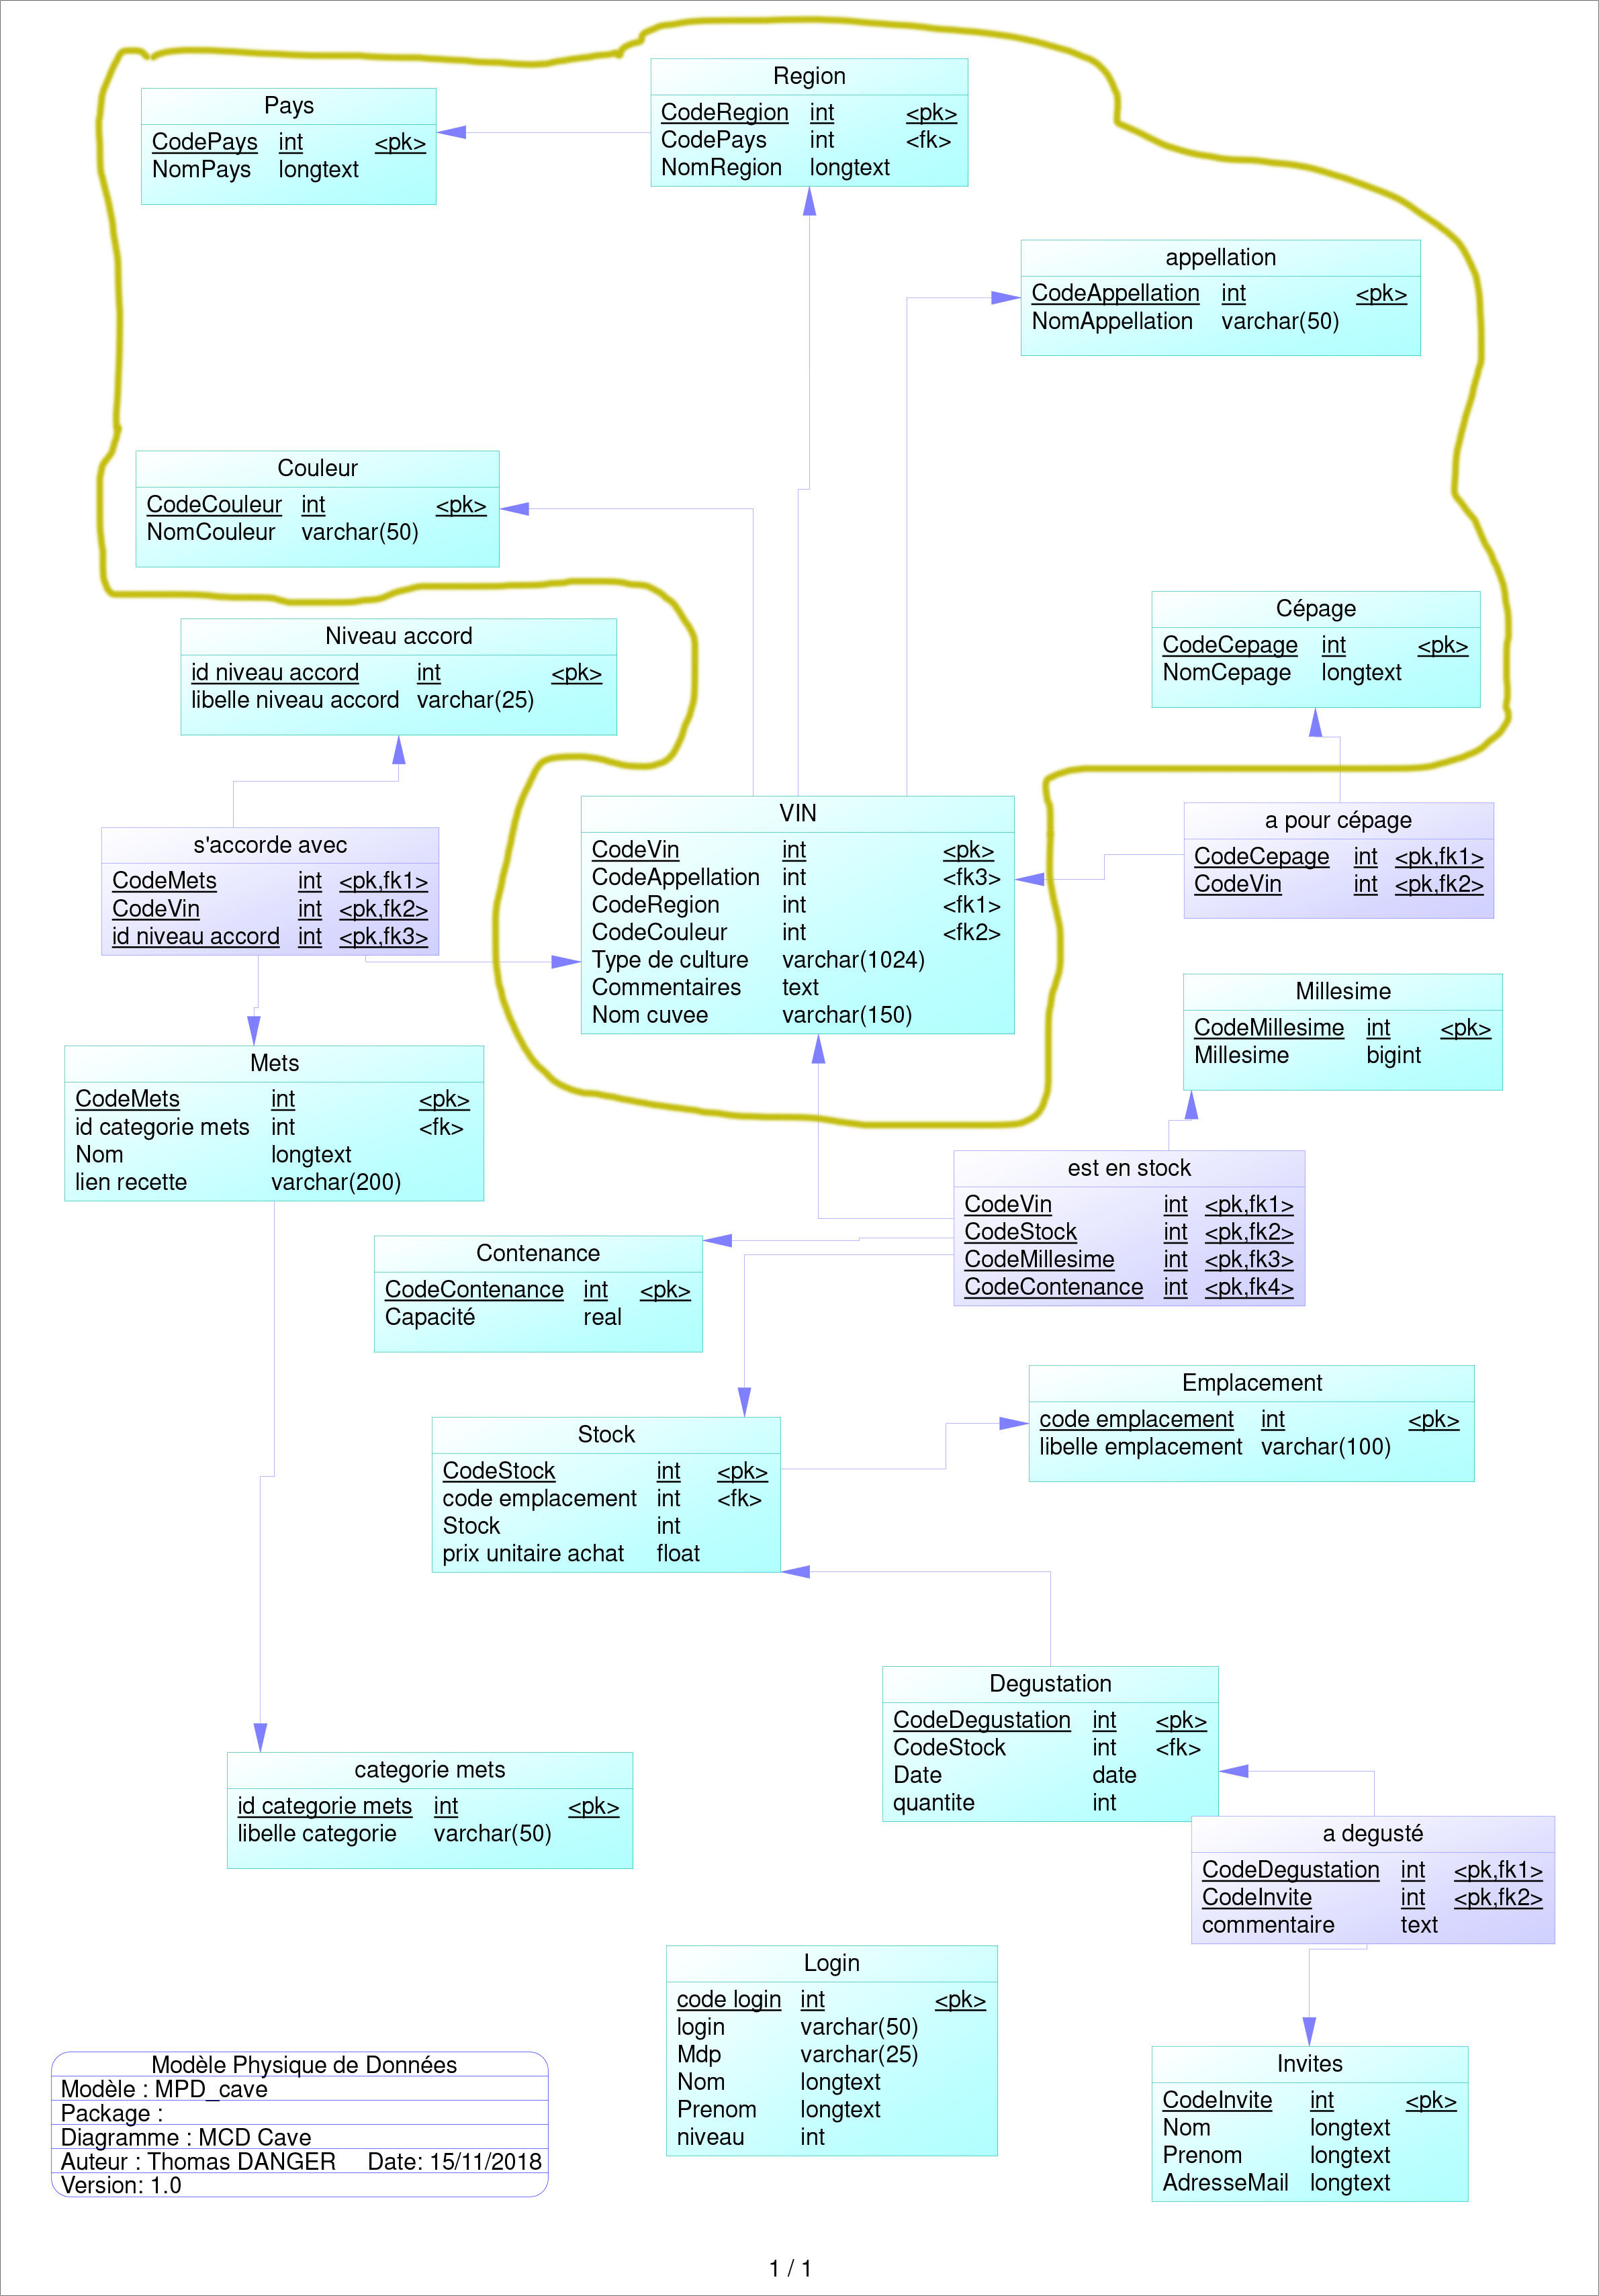 Pays
CodePays int <pk>
NomPays longtext
Region
CodeRegion int <pk>
CodePays int <fk>
NomRegion longtext
appellation
CodeAppellation int <pk>
NomAppellation varchar(50)
Couleur
CodeCouleur int <pk>
NomCouleur varchar(50)
Niveau accord
id niveau accord int <pk>
libelle niveau accord varchar(25)
Cépage
CodeCepage int <pk>
NomCepage longtext
VIN
CodeVin int <pk>
CodeAppellation int <fk3>
CodeRegion int <fk1>
CodeCouleur int <fk2>
Type de culture varchar(1024)
Commentaires text
Nom cuvee varchar(150)
a pour cépage
CodeCepage int <pk,fk1>
CodeVin int <pk,fk2>
s'accorde avec
CodeMets int <pk,fk1>
CodeVin int <pk,fk2>
id niveau accord int <pk,fk3>
Millesime
CodeMillesime int <pk>
Millesime bigint
Mets
CodeMets int <pk>
id categorie mets int <fk>
Nom longtext
lien recette varchar(200)
est en stock
CodeVin int <pk,fk1>
CodeStock int <pk,fk2>
CodeMillesime int <pk,fk3>
CodeContenance int <pk,fk4>
Contenance
CodeContenance int <pk>
Capacité real
Emplacement
code emplacement int <pk>
libelle emplacement varchar(100)
Stock
CodeStock int <pk>
code emplacement int <fk>
Stock int
prix unitaire achat float
Degustation
CodeDegustation int <pk>
CodeStock int <fk>
Date date
quantite int
categorie mets
id categorie mets int <pk>
libelle categorie varchar(50)
a degusté
CodeDegustation int <pk,fk1>
CodeInvite int <pk,fk2>
commentaire text
Login
code login int <pk>
login varchar(50)
Mdp varchar(25)
Nom longtext
Prenom longtext
niveau int
Invites
CodeInvite int <pk>
Nom longtext
Prenom longtext
AdresseMail longtext
Modèle Physique de Données
Modèle : MPD_cave
Package :
Diagramme : MCD Cave
Auteur : Thomas DANGER Date: 15/11/2018
Version: 1.0
1 / 1